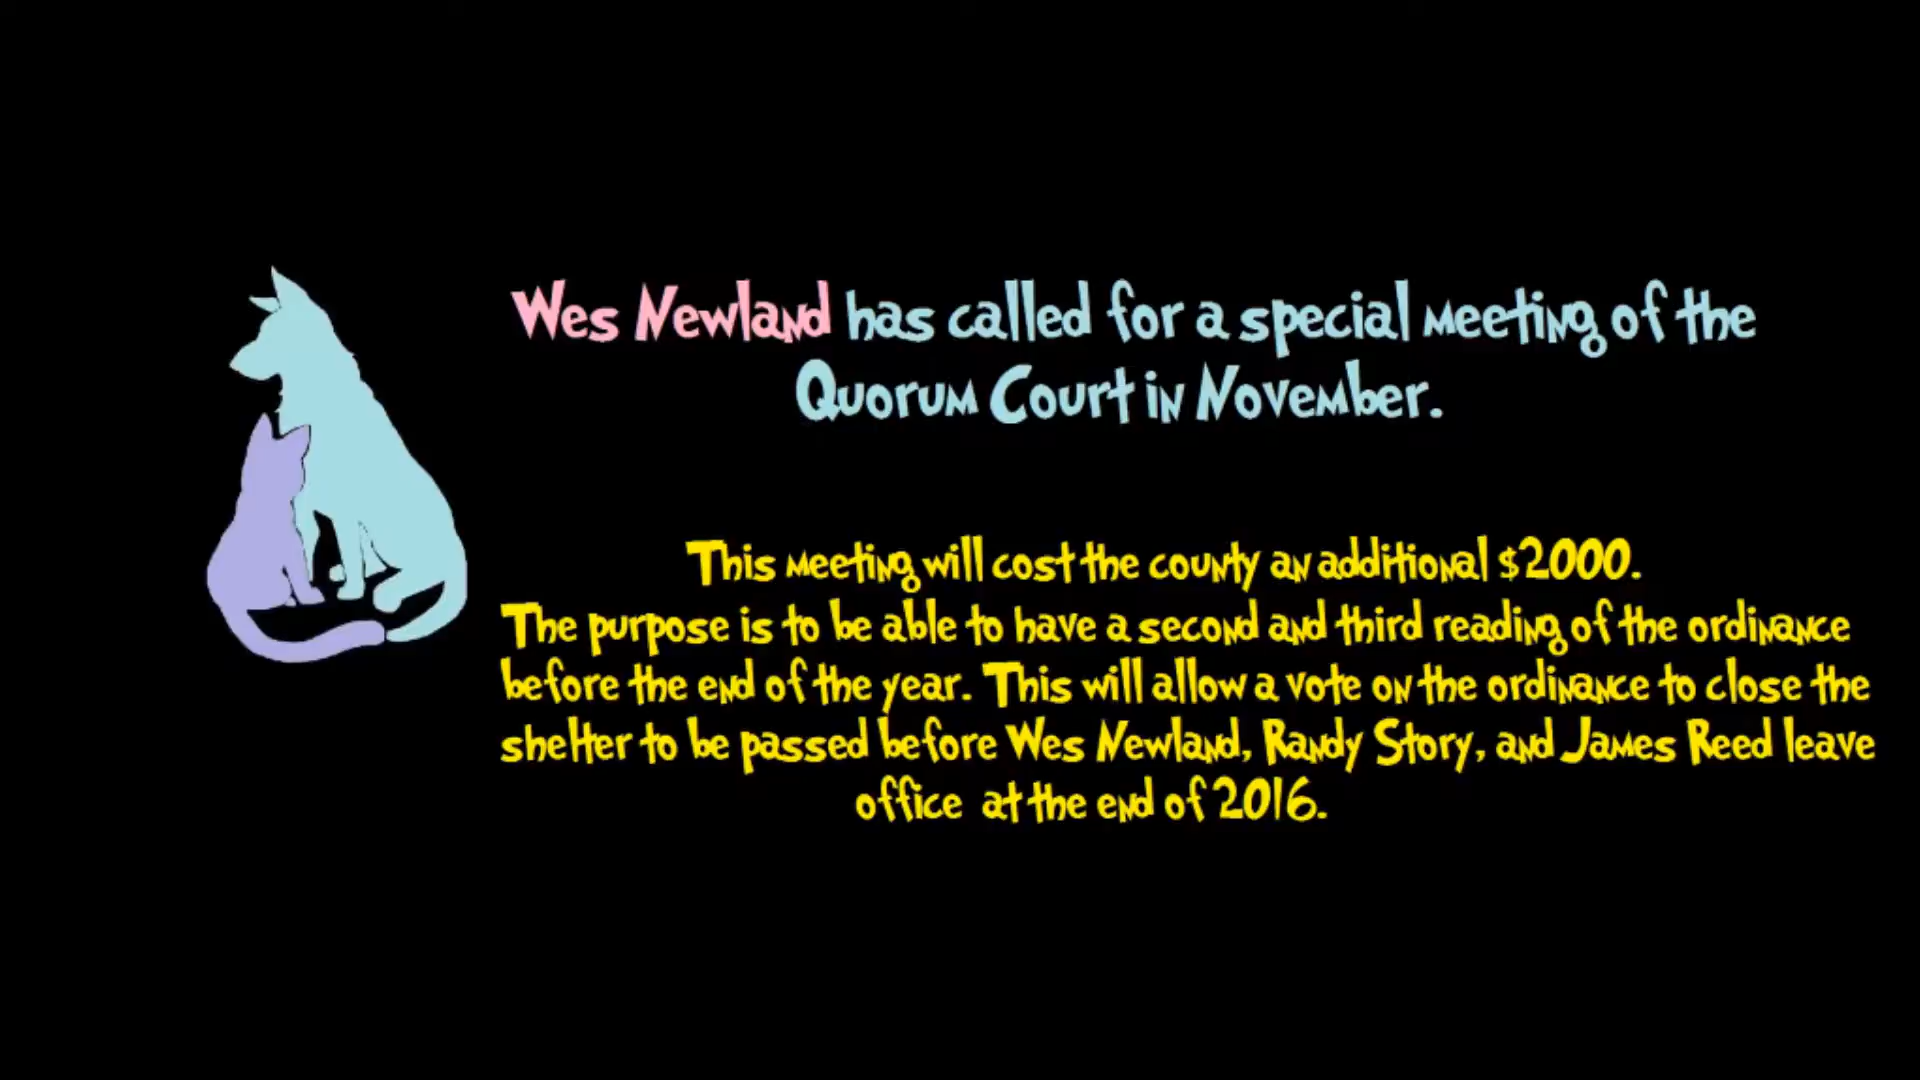 Wes Newland has called for a special meeting of the
Quorum Court in November.
This meeting will cost the county an additional $2000.
The purpose is to be able to have a second and third reading of the ordinance
before the end of the year. This will allow a vote on the ordinance to close the
shelter to be passed before Wes Newland, Randy Story, and James Reed leave
office at the end of 2016.